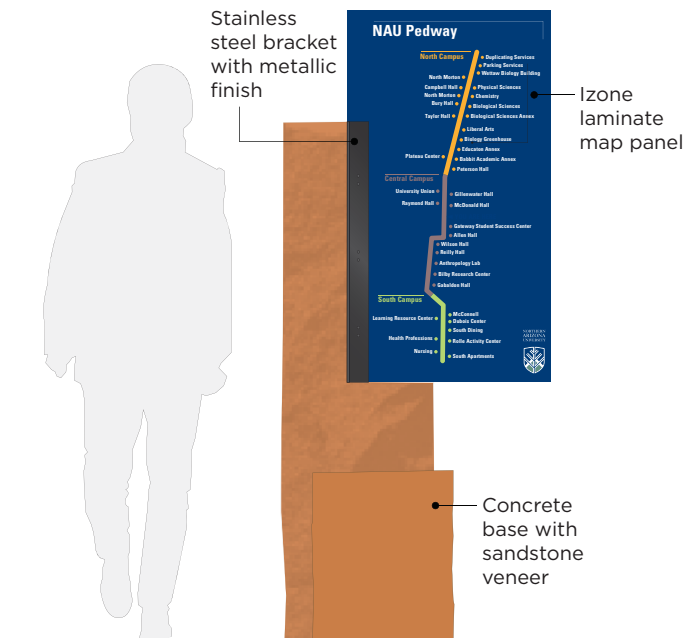 Stainless
steel bracket
with metallic
finish
NAU Pedway
North Campus
Duplicating Services
Parking Services
Wettaw Biology Building
North Morton
Campbell Hall
Physical Sciences
North Morton
Chemistry
Bury Hall
Biological Sciences
Taylor Hall
Biological Sciences Annex
Liberal Arts
Biology Greenhouse
Education Annex
Plateau Center
Babbit Academic Annex
Peterson Hall
Central Campus
University Union
Gillenwater Hall
Raymond Hall
McDonald Hall
Gateway Student Success Center
Allen Hall
Wilson Hall
Reilly Hall
Anthropology Lab
Bilby Research Center
Gabaldon Hall
South Campus
McConnell
Learning Resource Center
Dubois Center
South Dining
Health Professions
Rolle Activity Center
Nursing
South Apartments
NORTHERN
ARIZONA
UNIVERSITY
Izone
laminate
map panel
Concrete
base with
sandstone
veneer